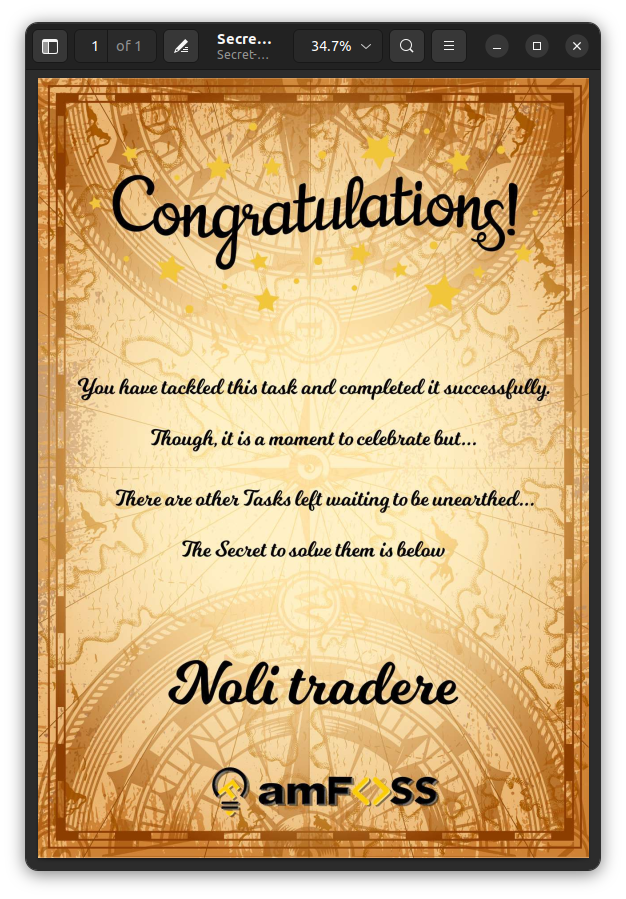 1 of 1
Secre...
Secret-...
34.7%
Congratulations!
You have tackled this task and completed it successfully.
Though, it is a moment to celebrate but...
There are other Tasks left waiting to be unearthed...
The Secret to solve them is below
Noli tradere
amF<>SS